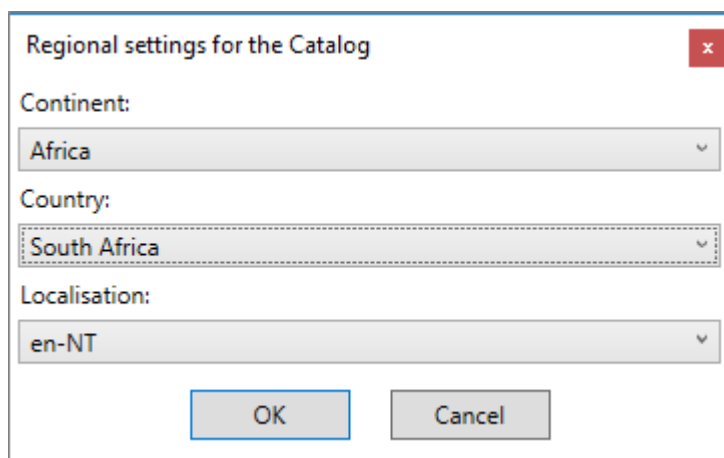 Regional settings for the Catalog
x
Continent:
Africa
Country:
South Africa
Localisation:
en-NT
OK Cancel